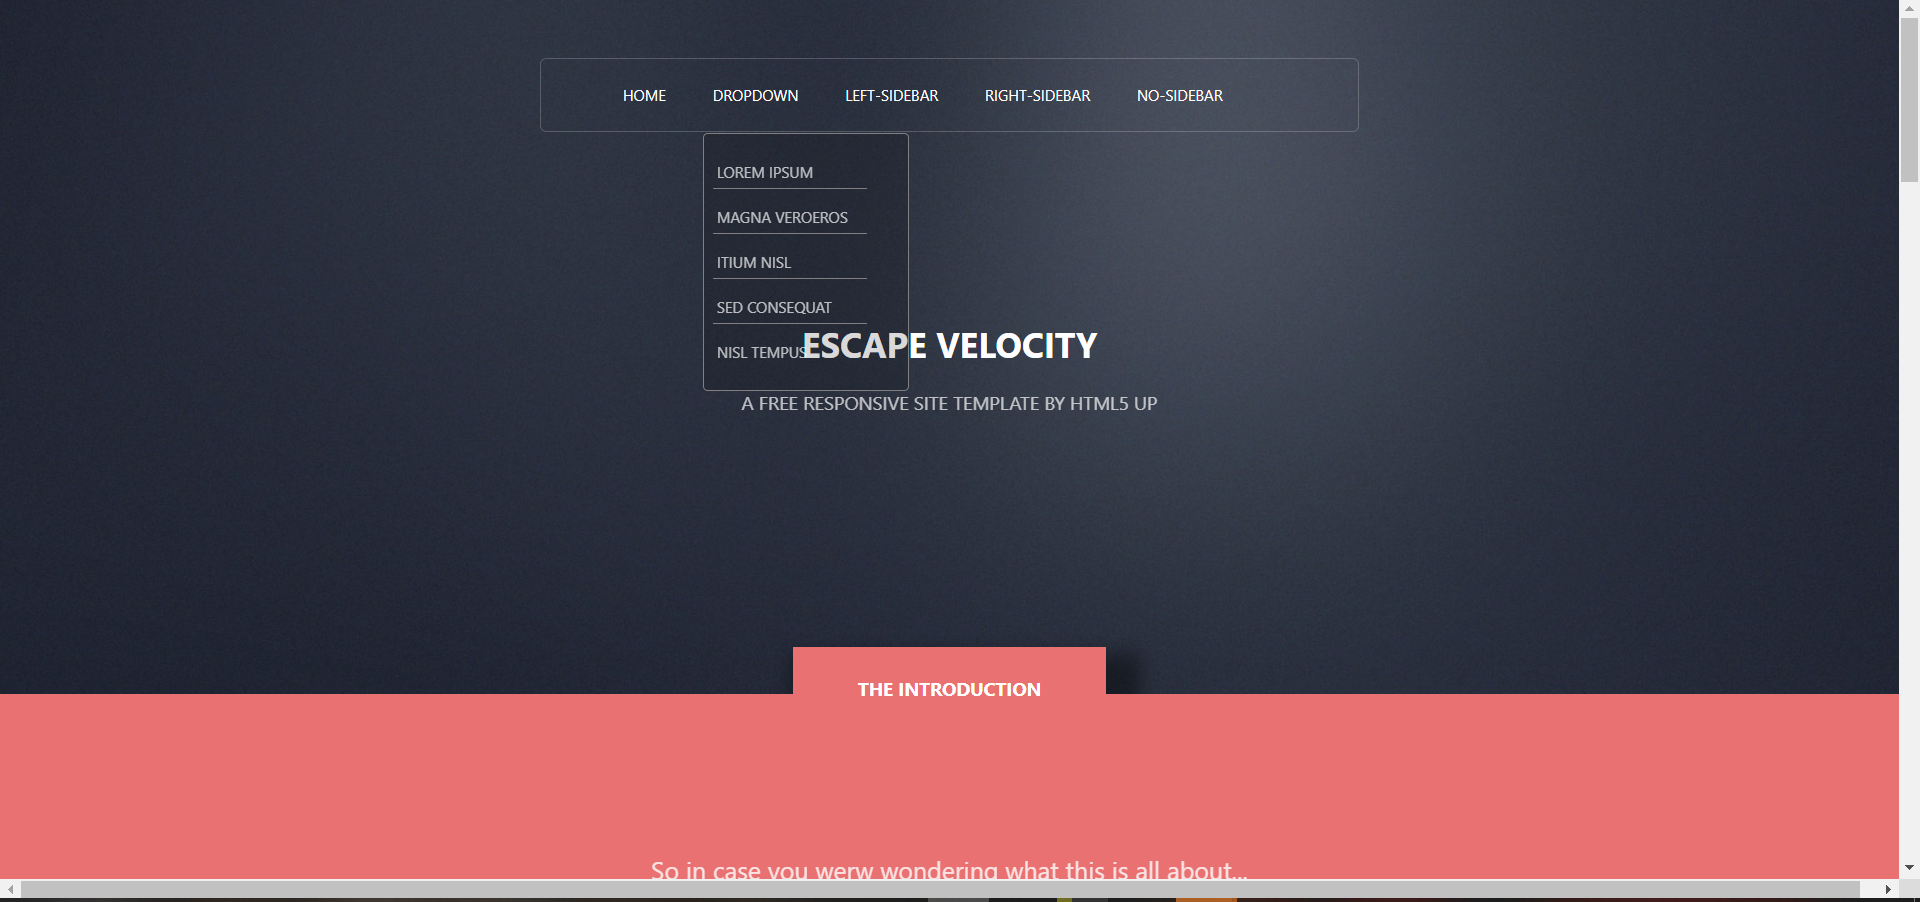 HOME DROPDOWN LEFT-SIDEBAR RIGHT-SIDEBAR NO-SIDEBAR
LOREM IPSUM
MAGNA VEROEROS
ITIUM NISL
SED CONSEQUAT
NISL TEMPUS
ESCAPE VELOCITY
A FREE RESPONSIVE SITE TEMPLATE BY HTML5 UP
THE INTRODUCTION
So in case you werw wondering what this is all about...